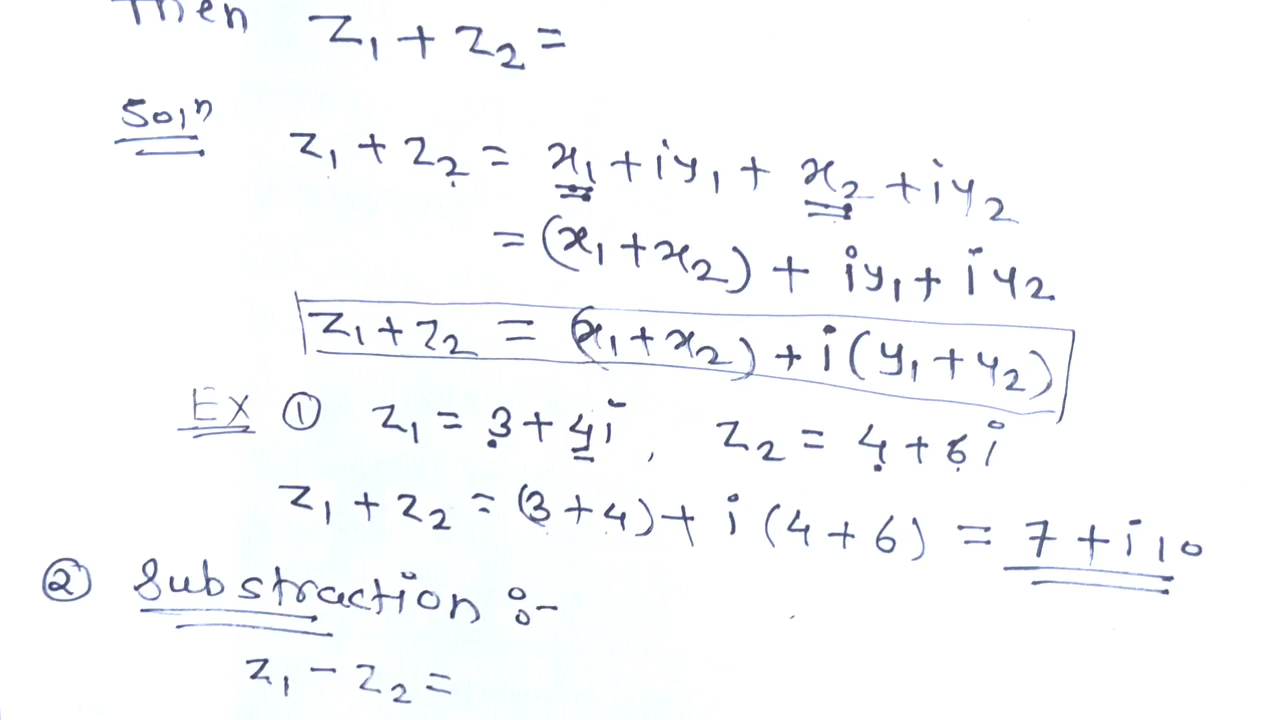 Then z₁ + z₂ =
Solⁿ
z₁ + z₂ = x₁ + iy₁ + x₂ + iy₂
= (x₁ + x₂) + iy₁ + iy₂
z₁ + z₂ = (x₁ + x₂) + i(y₁ + y₂)
Ex ① z₁ = 3 + 4i , z₂ = 4 + 6i
z₁ + z₂ = (3 + 4) + i (4 + 6) = 7 + i10
② Substraction :-
z₁ - z₂ =